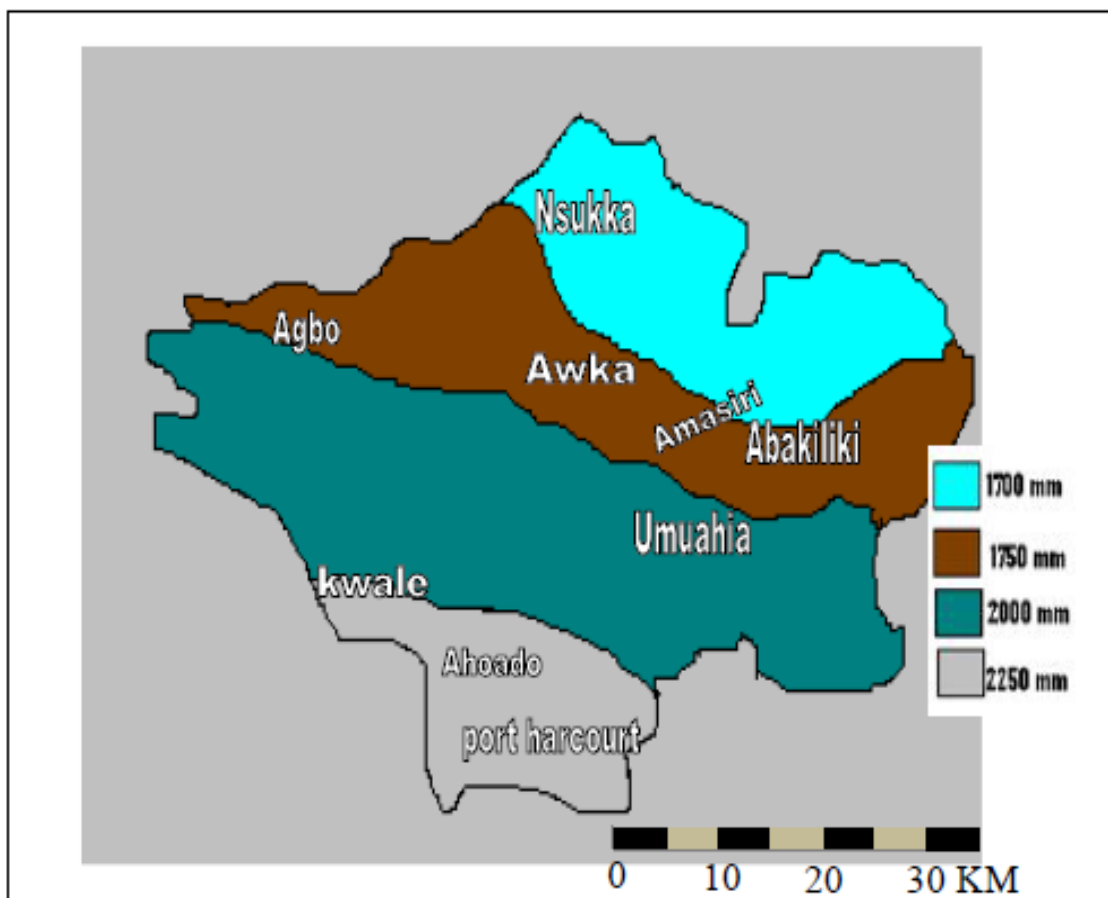 Nsukka
Agbo
Awka
Amasiri
Abakiliki
Umuahia
kwale
Ahoado
port harcourt
1700 mm
1750 mm
2000 mm
2250 mm
0 10 20 30 KM